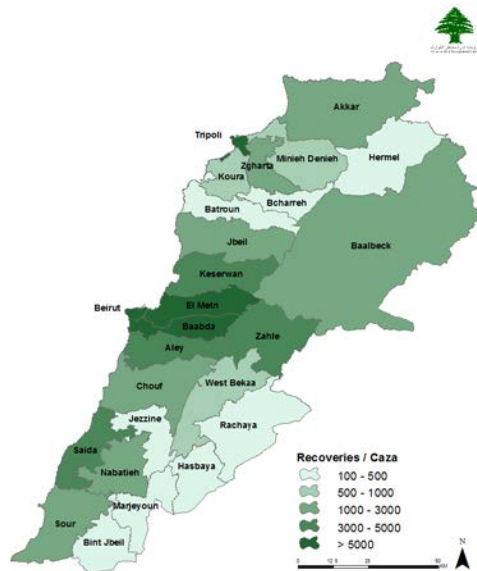 Akkar
Tripoli
Hermel
Zgharta
Minieh Denieh
Koura
Bcharreh
Batroun
Jbeil
Baalbeck
Keserwan
El Metn
Beirut
Baabda
Zahle
Aley
Chouf
West Bekaa
Jezzine
Rachaya
Saida
Nabatieh
Hasbaya
Marjeyoun
Sour
Bint Jbeil
Recoveries / Caza
100 - 500
500 - 1000
1000 - 3000
3000 - 5000
> 5000
N